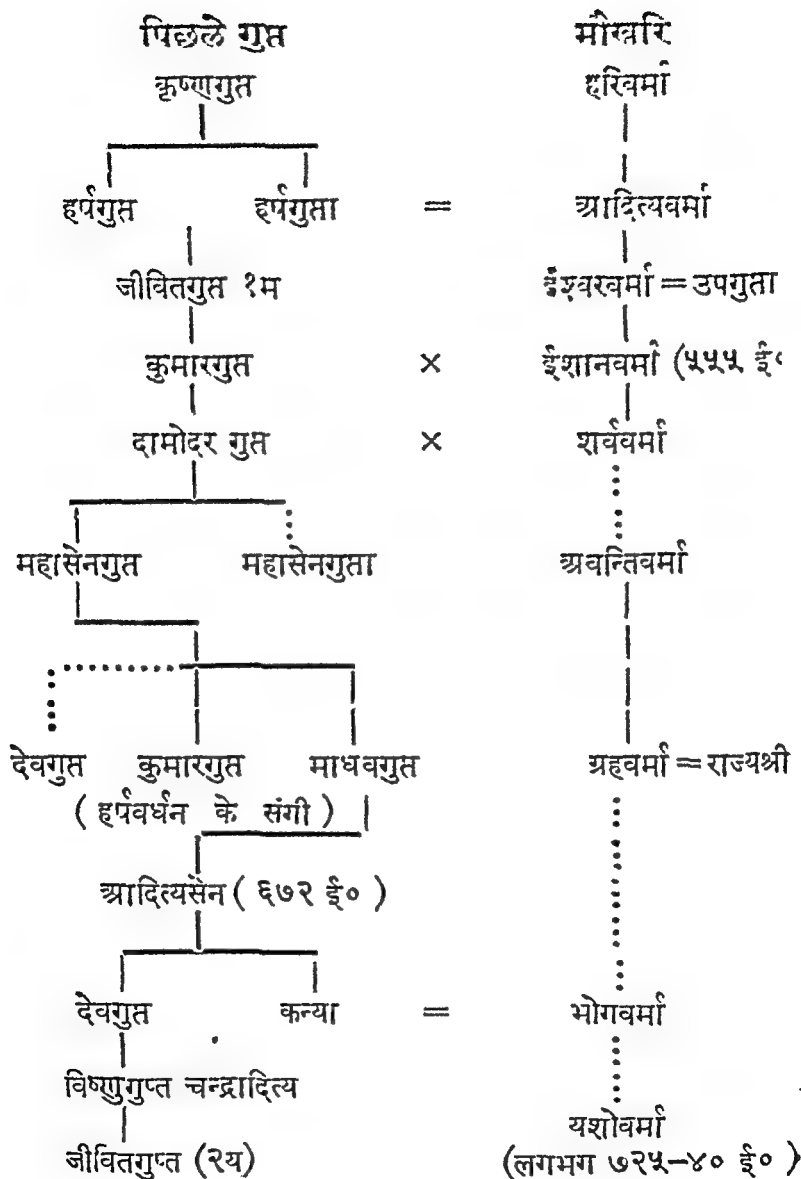 पिछले गुप्त मौखरि
कृष्णगुप्त हरिवर्मा
हर्षगुप्त हर्षगुप्ता = आदित्यवर्मा
जीवितगुप्त १म ईश्वरवर्मा = उपगुप्ता
कुमारगुप्त × ईशानवर्मा (५५५ ई०
दामोदर गुप्त × शर्ववर्मा
महासेनगुप्त महासेनगुप्ता अवन्तिवर्मा
देवगुप्त कुमारगुप्त माधवगुप्त ग्रहवर्मा = राज्यश्री
( हर्षवर्धन के संगी )
आदित्यसेन ( ६७२ ई० )
देवगुप्त कन्या = भोगवर्मा
विष्णुगुप्त चन्द्रादित्य
यशोवर्मा
जीवितगुप्त (२य) (लगभग ७२५–४० ई० )